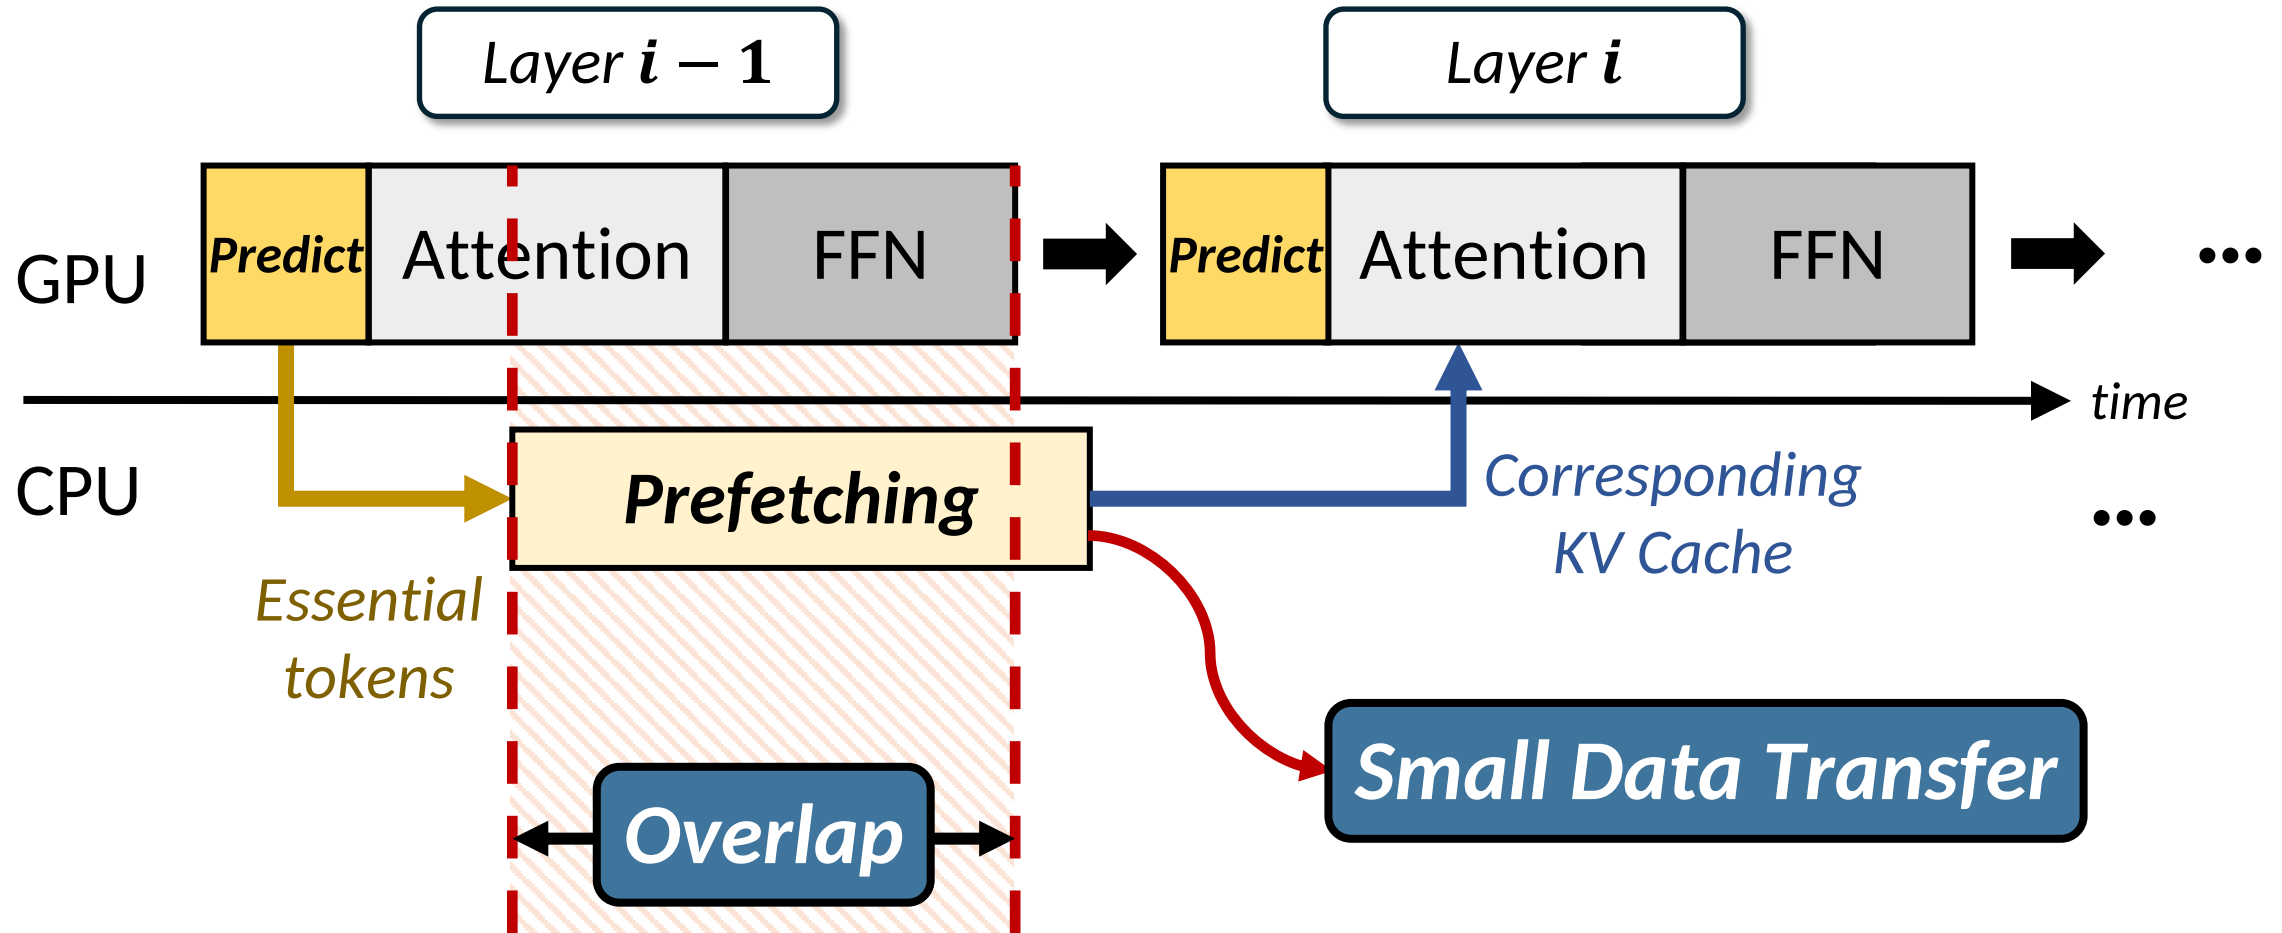 Layer i − 1
Layer i
GPU
Predict
Attention
FFN
Predict
Attention
FFN
•••
time
CPU
Prefetching
Corresponding
KV Cache
•••
Essential
tokens
Overlap
Small Data Transfer